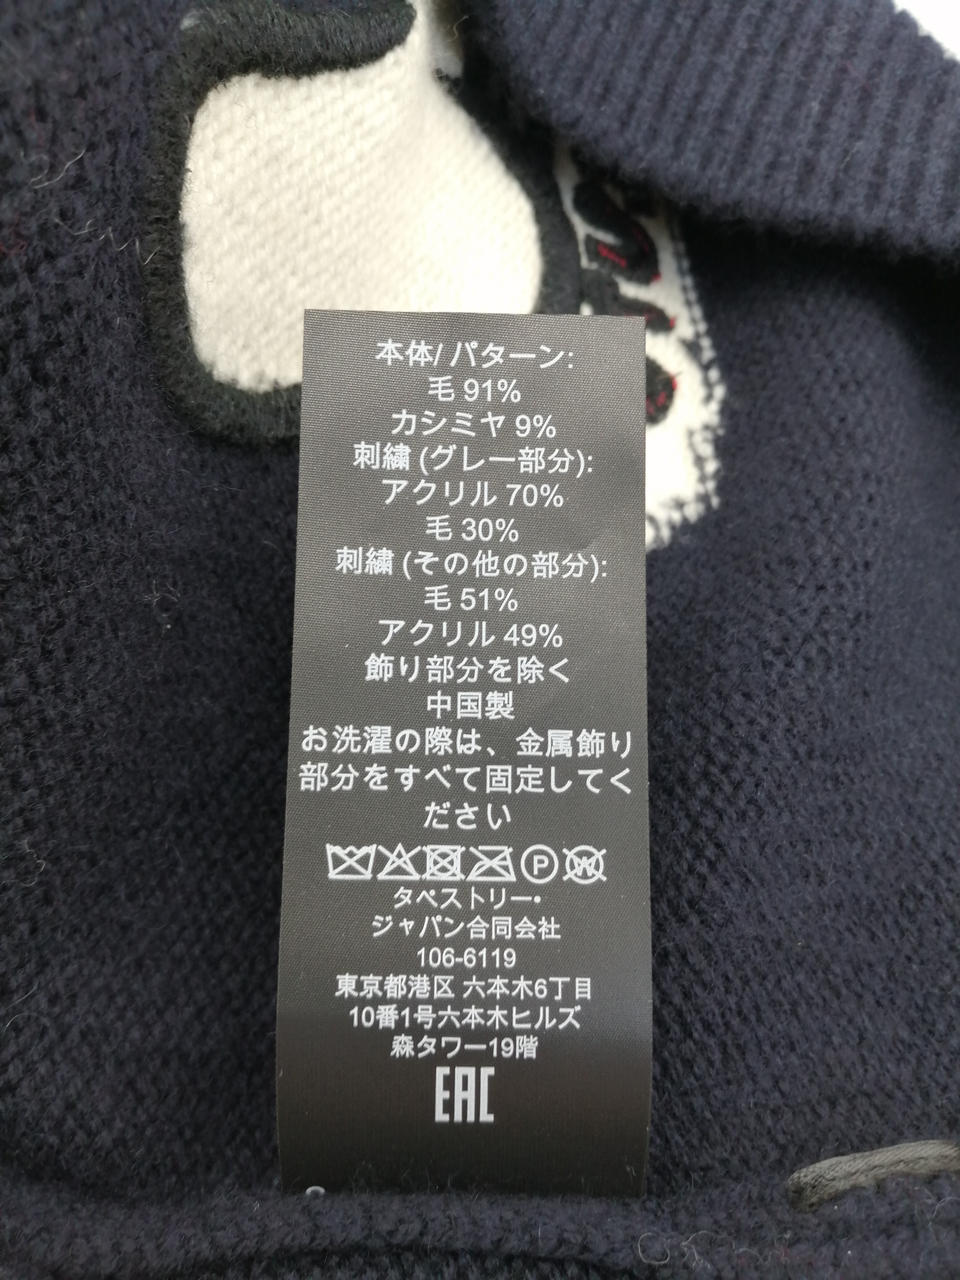 本体/ パターン:
毛 91%
カシミヤ 9%
刺繍 (グレー部分):
アクリル 70%
毛 30%
刺繍 (その他の部分):
毛 51%
アクリル 49%
飾り部分を除く
中国製
お洗濯の際は、金属飾り
部分をすべて固定してく
ださい
P W
タペストリー・
ジャパン合同会社
106-6119
東京都港区 六本木6丁目
10番1号六本木ヒルズ
森タワー19階
EAC